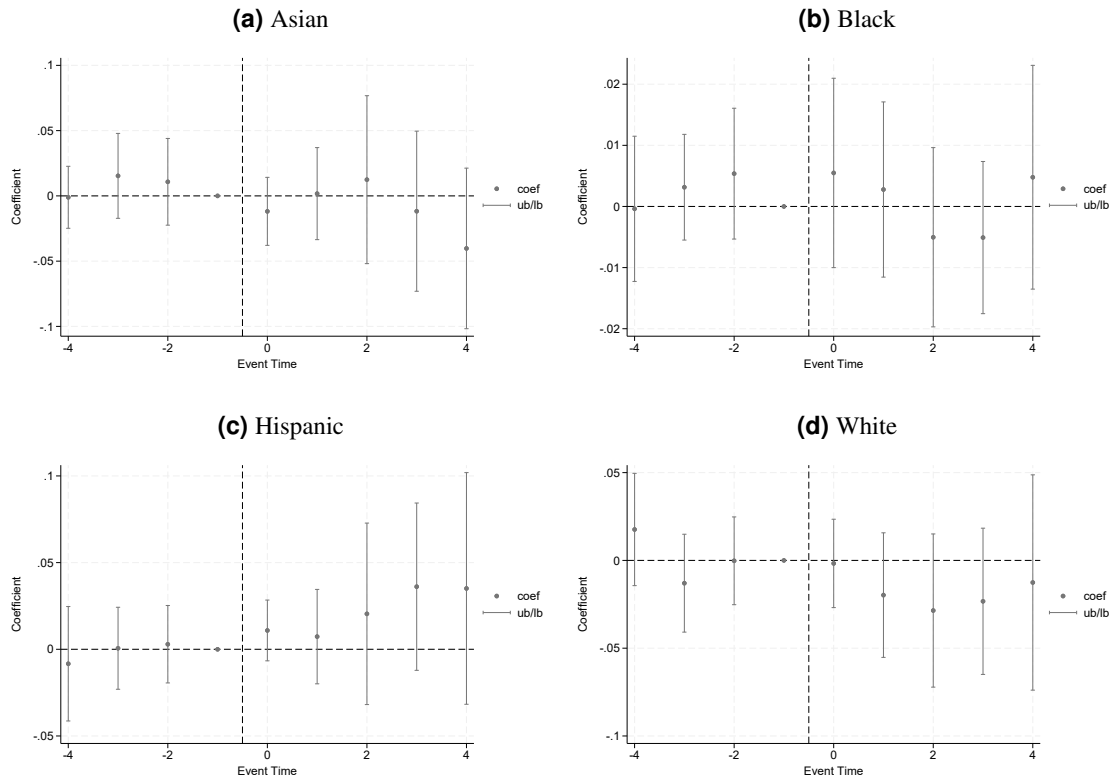 (a) Asian
.1
.05
0
-.05
-.1
Coefficient
-4
-2
0
2
4
Event Time
coef
ub/lb
(b) Black
.02
.01
0
-.01
-.02
Coefficient
-4
-2
0
2
4
Event Time
coef
ub/lb
(c) Hispanic
.1
.05
0
-.05
Coefficient
-4
-2
0
2
4
Event Time
coef
ub/lb
(d) White
.05
0
-.05
-.1
Coefficient
-4
-2
0
2
4
Event Time
coef
ub/lb